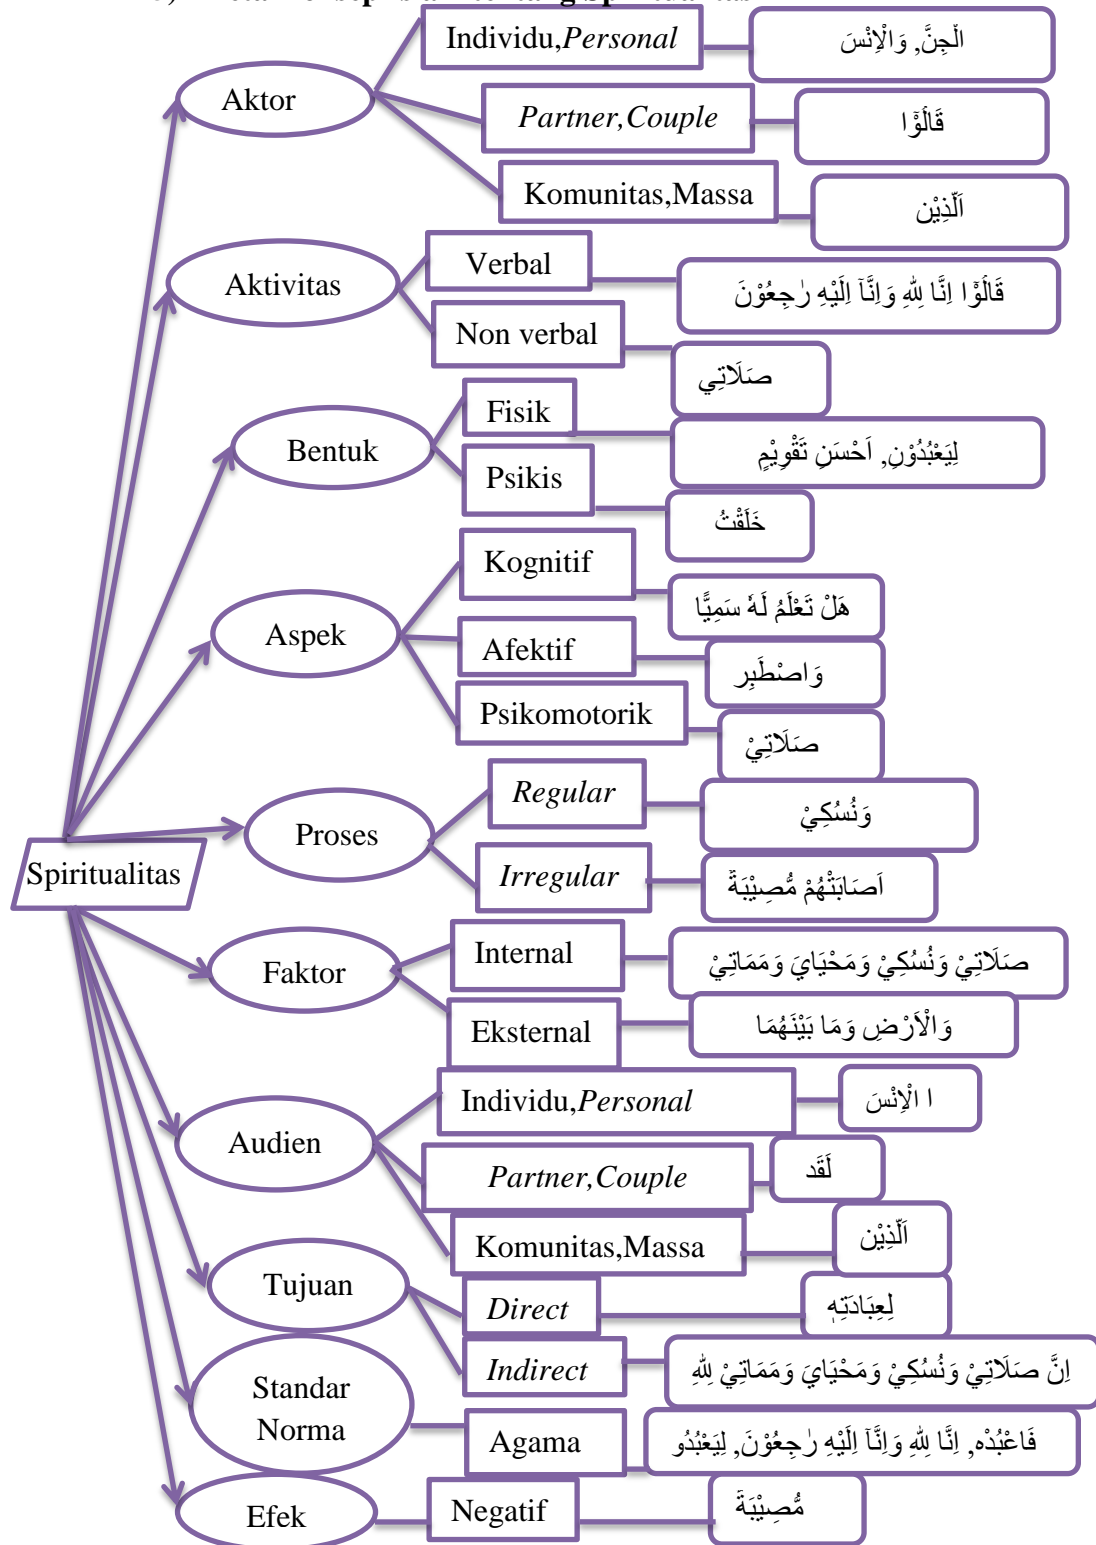 Individu,Personal
الْجِنَّ, وَالْاِنْسَ
Aktor
Partner,Couple
قَالُوْٓا
Komunitas,Massa
اَلَّذِيْن
Aktivitas
Verbal
قَالُوْٓا اِنَّا لِلّٰهِ وَاِنَّآ اِلَيْهِ رٰجِعُوْنَ
Non verbal
صَلَاتِي
Bentuk
Fisik
لِيَعْبُدُوْنِ, اَحْسَنِ تَقْوِيْمٍ
Psikis
خَلَقْتُ
Aspek
Kognitif
هَلْ تَعْلَمُ لَهٗ سَمِيًّا
Afektif
وَاصْطَبِر
Psikomotorik
صَلَاتِيْ
Spiritualitas
Proses
Regular
وَنُسُكِيْ
Irregular
اَصَابَتْهُمْ مُّصِيْبَةٌ
Faktor
Internal
صَلَاتِيْ وَنُسُكِيْ وَمَحْيَايَ وَمَمَاتِيْ
Eksternal
وَالْاَرْضِ وَمَا بَيْنَهُمَا
Audien
Individu,Personal
ا الْاِنْسَ
Partner,Couple
لَقَد
Komunitas,Massa
اَلَّذِيْن
Tujuan
Direct
لِعِبَادَتِهٖ
Indirect
اِنَّ صَلَاتِيْ وَنُسُكِيْ وَمَحْيَايَ وَمَمَاتِيْ لِلّٰهِ
Standar
Norma
Agama
فَاعْبُدْه, اِنَّا لِلّٰهِ وَاِنَّآ اِلَيْهِ رٰجِعُوْنَ, لِيَعْبُدُو
Efek
Negatif
مُّصِيْبَةٌ